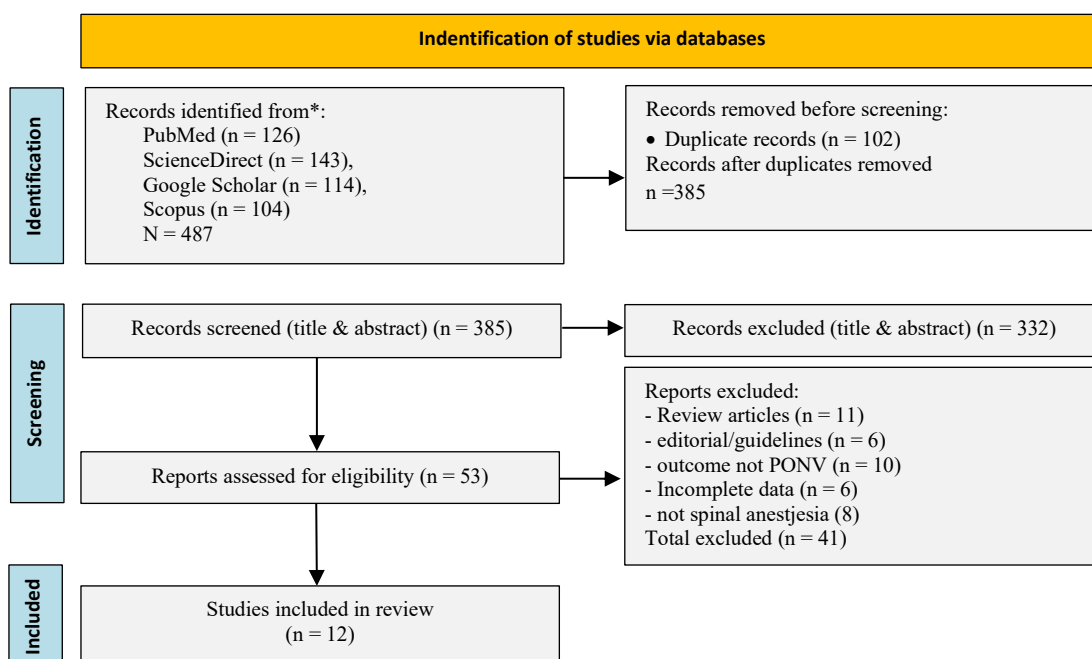 Indentification of studies via databases
Identification
Records identified from*:
PubMed (n = 126)
ScienceDirect (n = 143),
Google Scholar (n = 114),
Scopus (n = 104)
N = 487
Records removed before screening:
• Duplicate records (n = 102)
Records after duplicates removed
n =385
Screening
Records screened (title & abstract) (n = 385)
Records excluded (title & abstract) (n = 332)
Reports assessed for eligibility (n = 53)
Reports excluded:
- Review articles (n = 11)
- editorial/guidelines (n = 6)
- outcome not PONV (n = 10)
- Incomplete data (n = 6)
- not spinal anestjesia (8)
Total excluded (n = 41)
Included
Studies included in review
(n = 12)